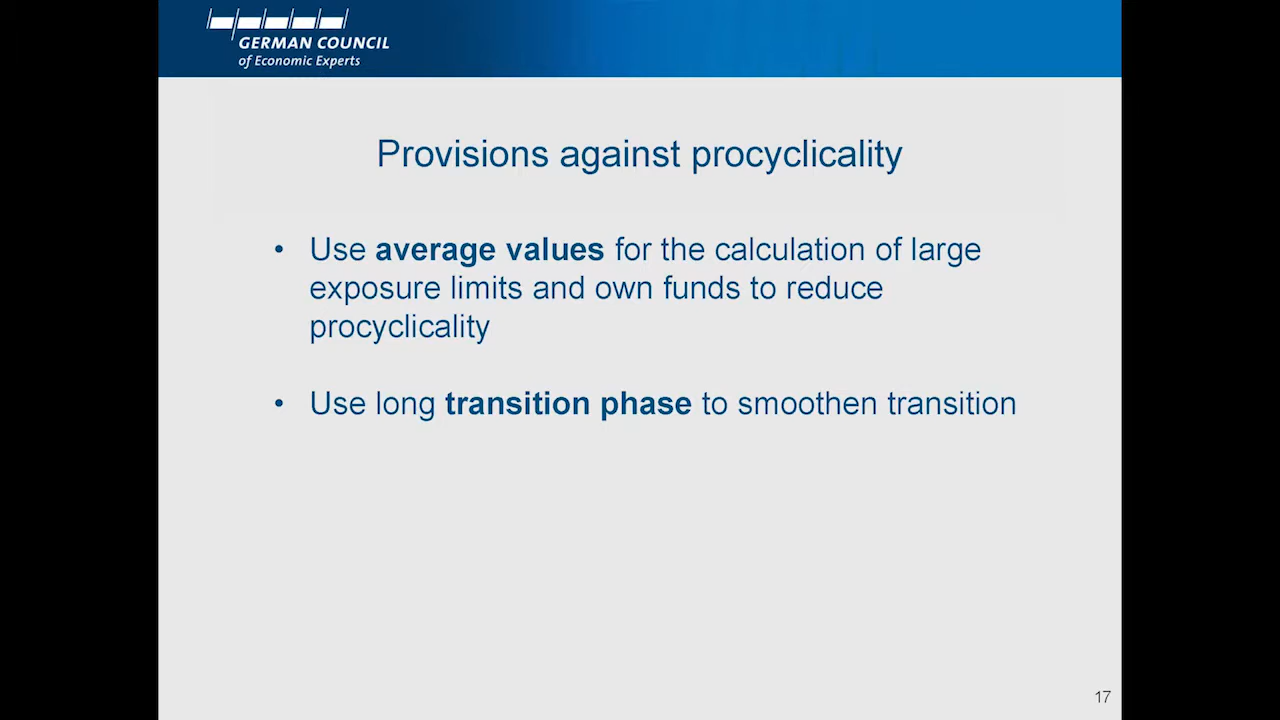 GERMAN COUNCIL
of Economic Experts
Provisions against procyclicality
• Use average values for the calculation of large
exposure limits and own funds to reduce
procyclicality
• Use long transition phase to smoothen transition
17